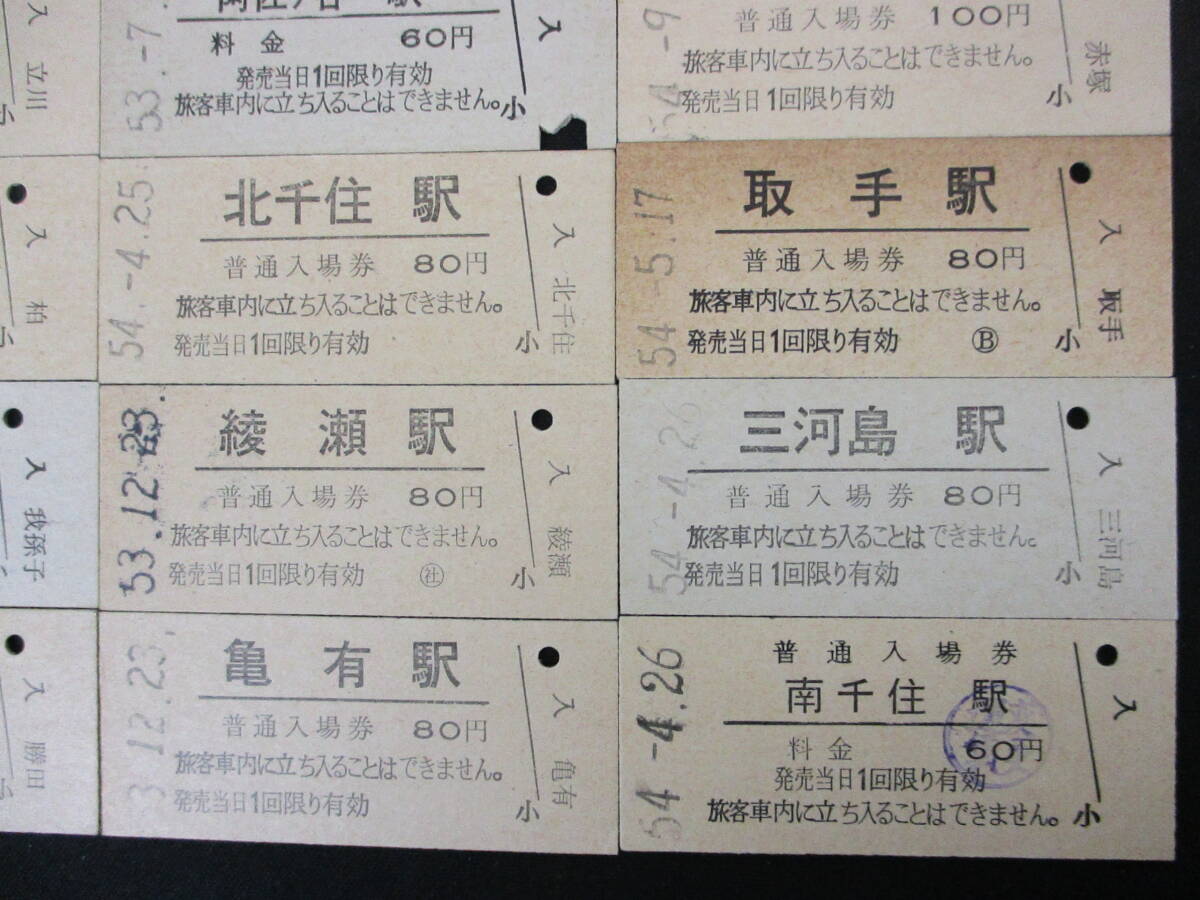 立川
小
駅
料金 60円
発売当日1回限り有効
旅客車内に立ち入ることはできません。
小
入
53.-7.
普通入場券 100円
旅客車内に立ち入ることはできません。
発売当日1回限り有効
小
赤塚
54.-9
入
柏
小
54.-4.25.
北千住 駅
普通入場券 80円
旅客車内に立ち入ることはできません。
発売当日1回限り有効
小
入
北千住
54.-5.17
取手駅
普通入場券 80円
旅客車内に立ち入ることはできません。
発売当日1回限り有効 Ⓑ
小
入
取手
入
我孫子
53.12.23.
綾瀬駅
普通入場券 80円
旅客車内に立ち入ることはできません。
発売当日1回限り有効 ㊓
小
入
綾瀬
54.-4.26
三河島 駅
普通入場券 80円
旅客車内に立ち入ることはできません。
発売当日1回限り有効
小
入
三河島
入
勝田
小
3.12.23.
亀有駅
普通入場券 80円
旅客車内に立ち入ることはできません。
発売当日1回限り有効
小
入
亀有
54.-4.26
普通入場券
南千住 駅
料金 60円
発売当日1回限り有効
旅客車内に立ち入ることはできません。
小
入